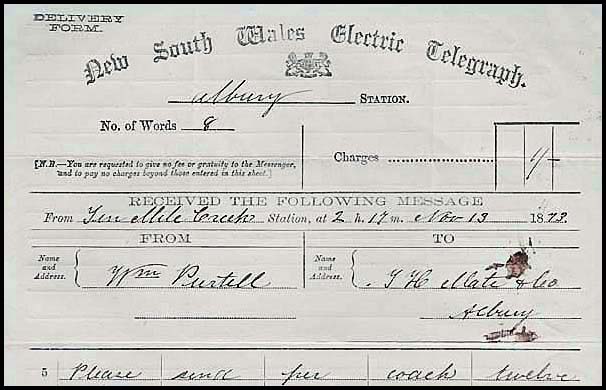 DELIVERY
FORM.
New South Wales Electric Telegraph.
Albury STATION.
No. of Words 8
Charges 1/-
[N.B.--You are requested to give no fee or gratuity to the Messenger,
and to pay no charges beyond those entered in this sheet.]
RECEIVED THE FOLLOWING MESSAGE
From Ten Mile Creek Station, at 2 h. 17 m. Nov 13 1873.
FROM TO
Name and Address. Wm Purtell
Name and Address. T H Mate & Co
Albury
5 Please send per coach twelve